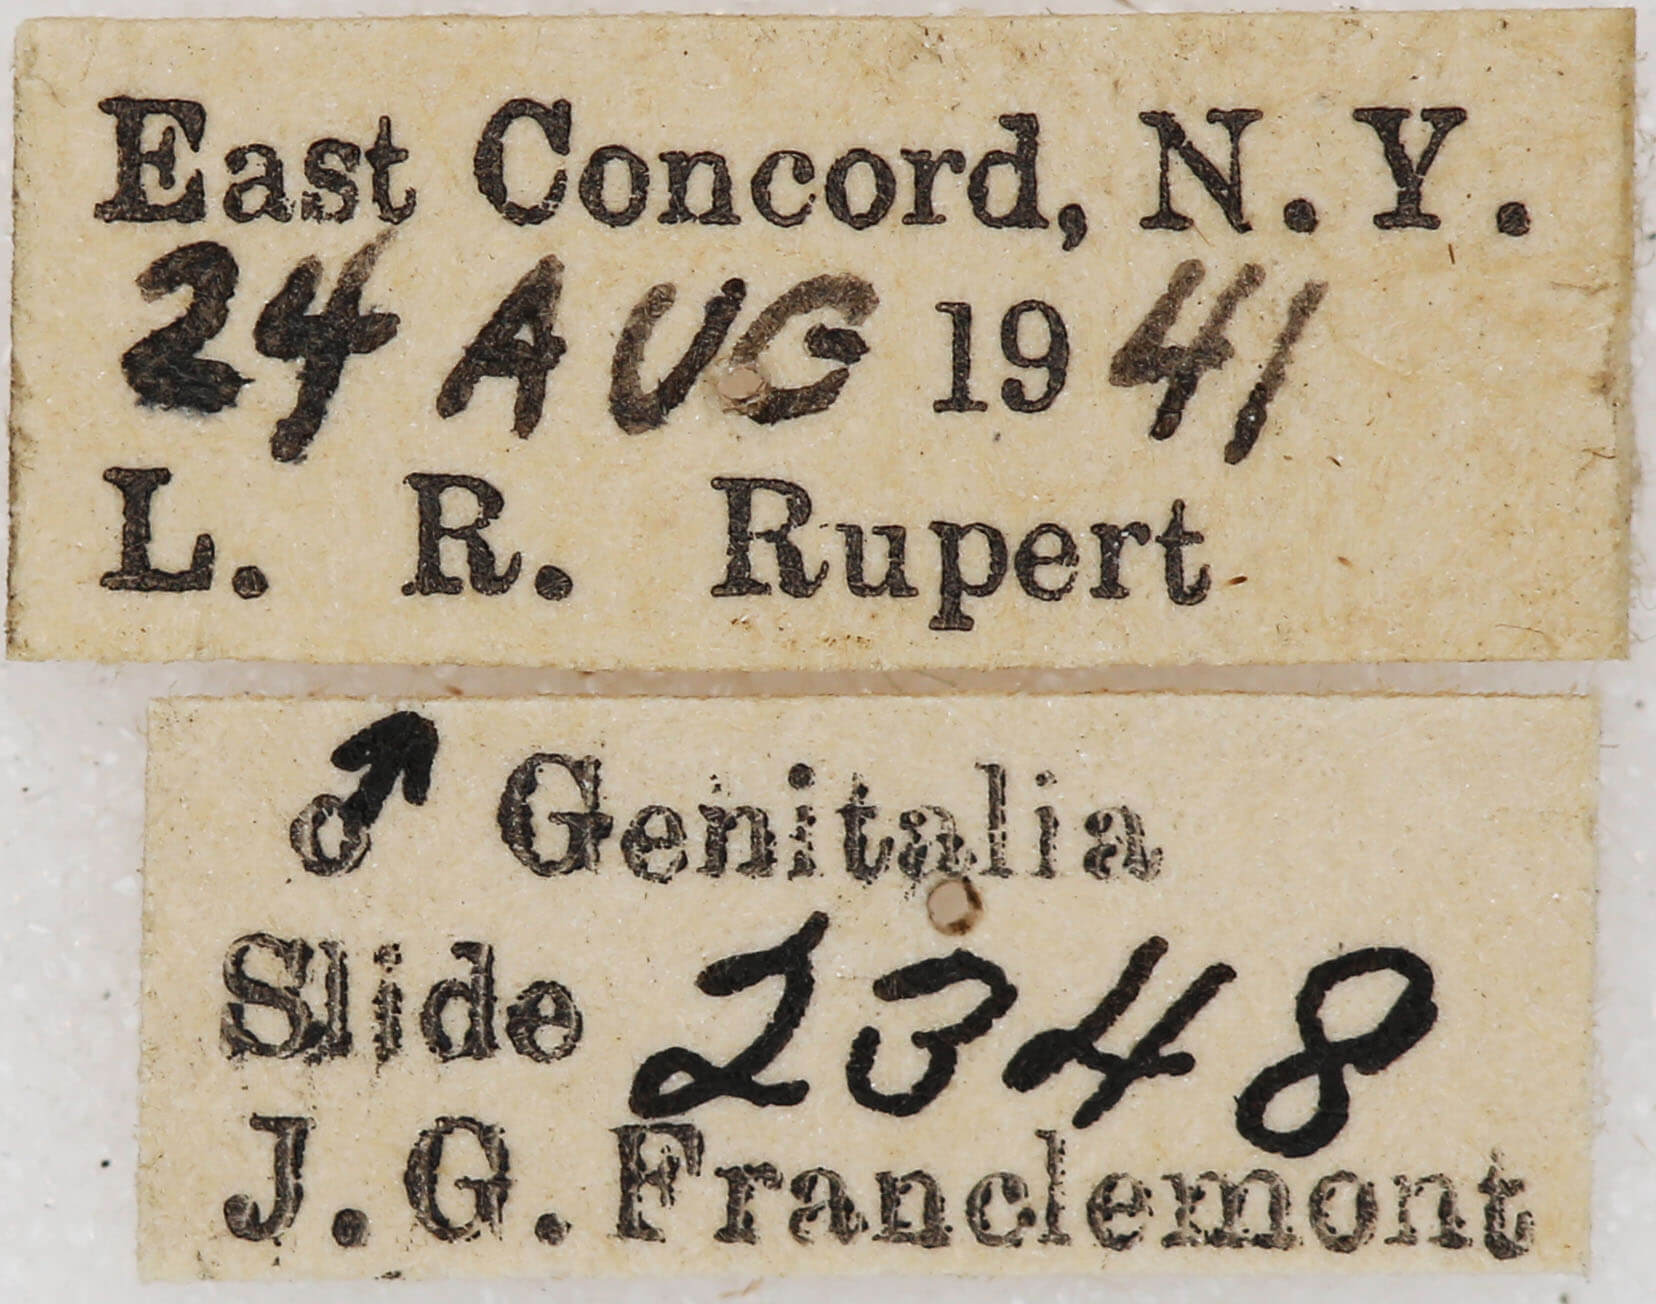 East Concord, N. Y.
24 AUG 1941
L. R. Rupert
♂ Genitalia
Slide 2348
J. G. Franclemont